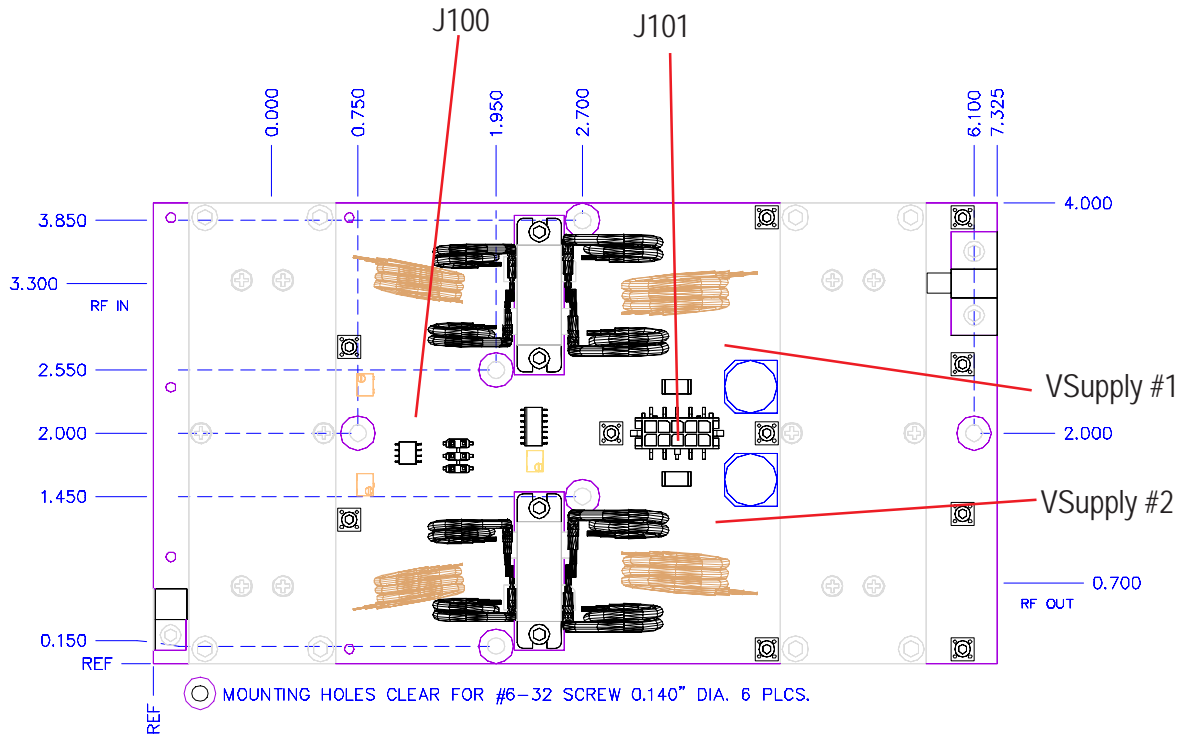 J100
J101
0.000
0.750
1.950
2.700
6.100
7.325
3.850
4.000
3.300
RF IN
2.550
VSupply #1
2.000
2.000
1.450
VSupply #2
0.700
RF OUT
0.150
REF
REF
MOUNTING HOLES CLEAR FOR #6-32 SCREW 0.140" DIA. 6 PLCS.